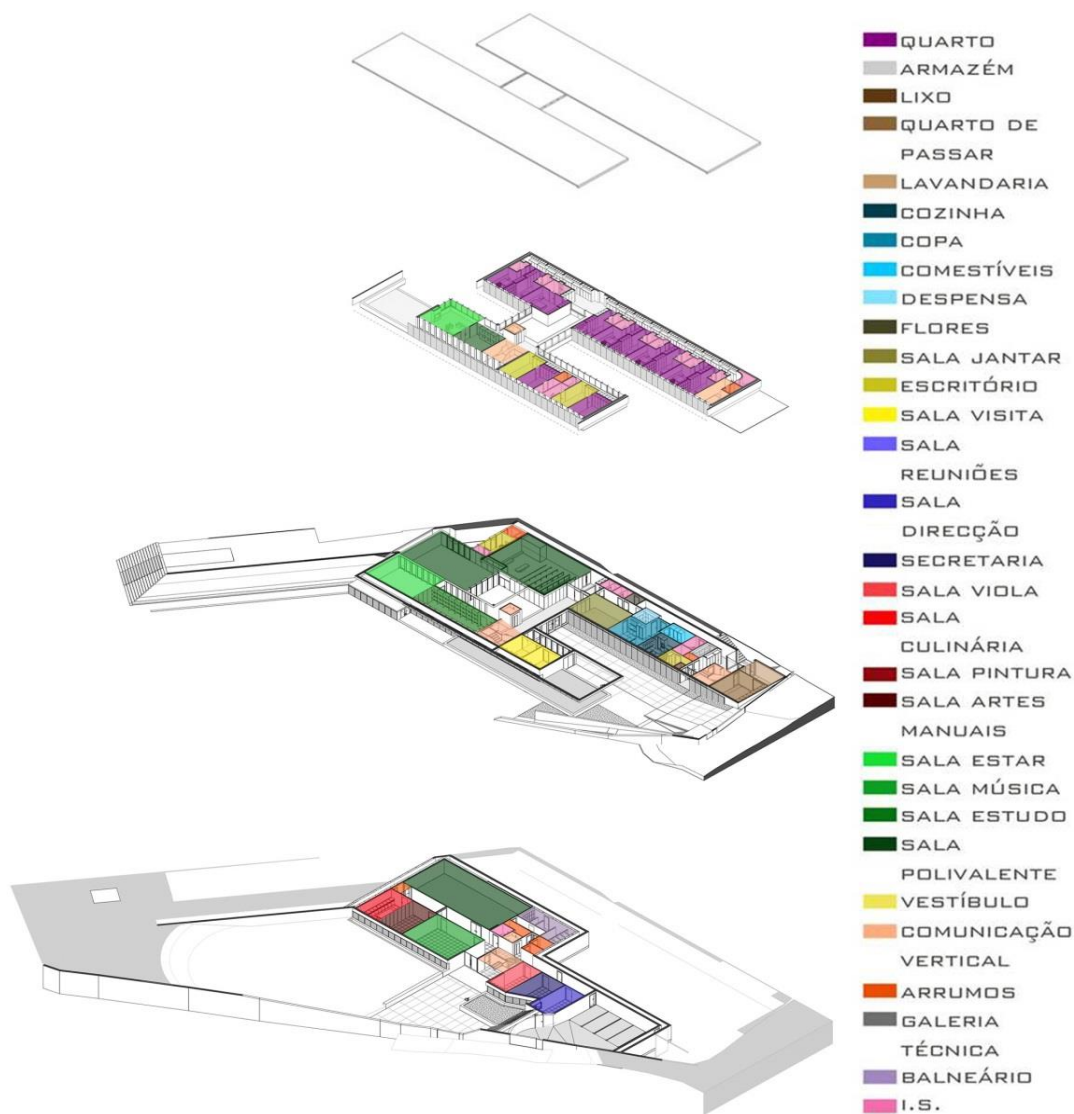 QUARTO
ARMAZÉM
LIXO
QUARTO DE
PASSAR
LAVANDARIA
COZINHA
COPA
COMESTÍVEIS
DESPENSA
FLORES
SALA JANTAR
ESCRITÓRIO
SALA VISITA
SALA
REUNIÕES
SALA
DIRECÇÃO
SECRETARIA
SALA VIOLA
SALA
CULINÁRIA
SALA PINTURA
SALA ARTES
MANUAIS
SALA ESTAR
SALA MÚSICA
SALA ESTUDO
SALA
POLIVALENTE
VESTÍBULO
COMUNICAÇÃO
VERTICAL
ARRUMOS
GALERIA
TÉCNICA
BALNEÁRIO
I.S.